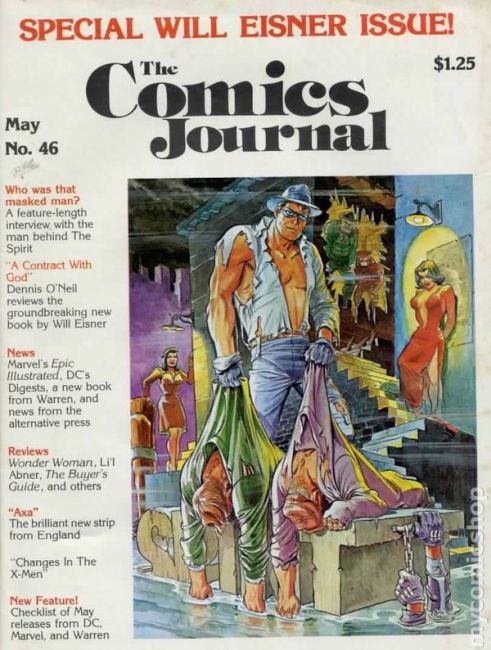 SPECIAL WILL EISNER ISSUE!
$1.25
The
Comics
Journal
May
No. 46
Who was that
masked man?
A feature-length
interview with the
man behind The
Spirit
"A Contract With
God"
Dennis O'Neil
reviews the
groundbreaking new
book by Will Eisner
News
Marvel's Epic
Illustrated, DC's
Digests, a new book
from Warren, and
news from the
alternative press
Reviews
Wonder Woman, Li'l
Abner, The Buyer's
Guide, and others
"Axa"
The brilliant new strip
from England
"Changes In The
X-Men"
New Feature!
Checklist of May
releases from DC,
Marvel, and Warren
mycomicshop